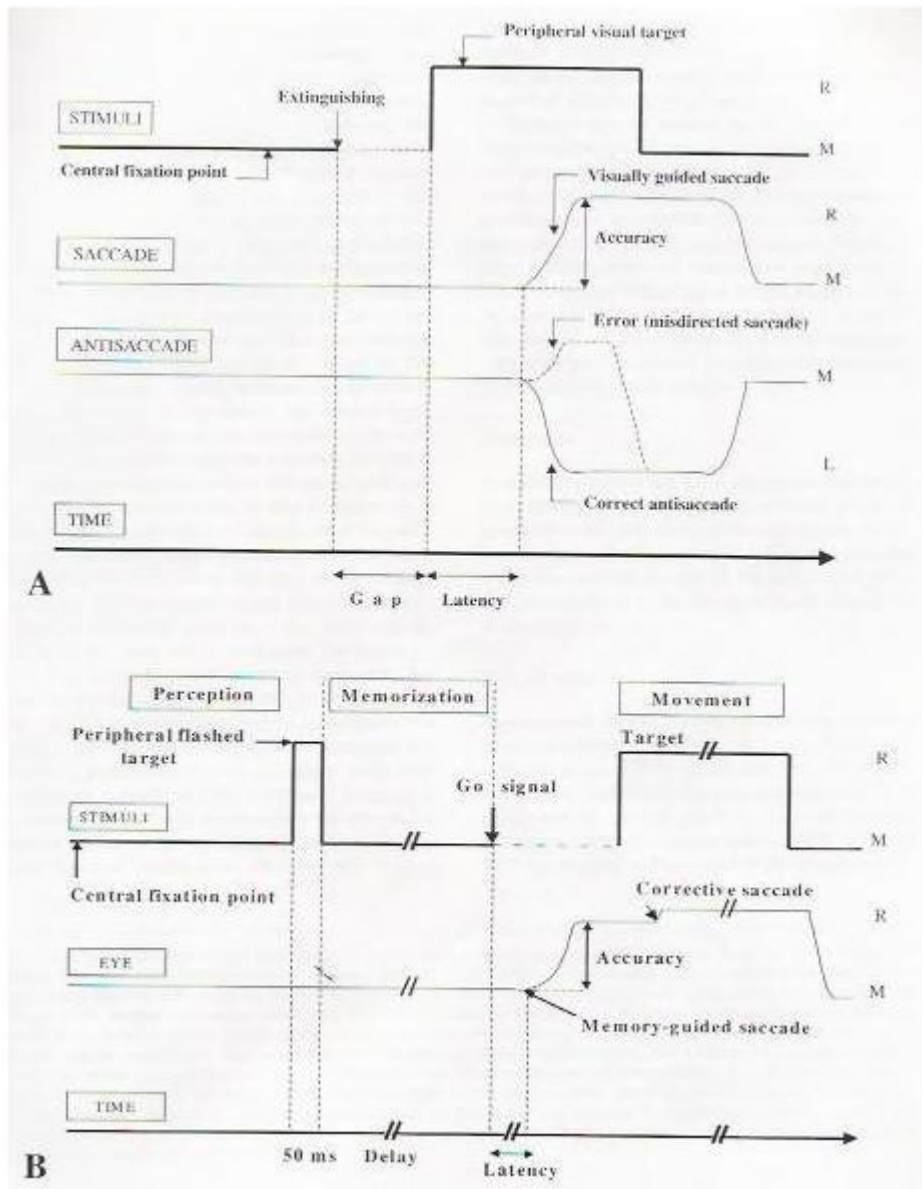 Peripheral visual target
Extinguishing
R
STIMULI
M
Central fixation point
Visually guided saccade
R
Accuracy
SACCADE
M
Error (misdirected saccade)
ANTISACCADE
M
L
Correct antisaccade
TIME
A
Gap Latency
Perception Memorization Movement
Peripheral flashed
target
Target
R
Go signal
STIMULI
M
Central fixation point
Corrective saccade
R
EYE
Accuracy
M
Memory-guided saccade
TIME
50 ms Delay
Latency
B